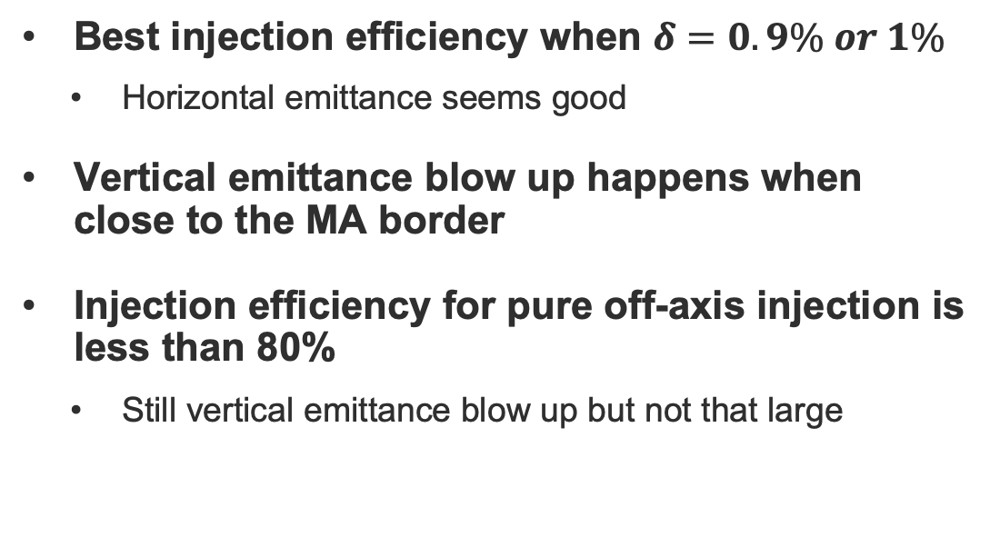 • Best injection efficiency when δ = 0.9% or 1%
• Horizontal emittance seems good
• Vertical emittance blow up happens when
close to the MA border
• Injection efficiency for pure off-axis injection is
less than 80%
• Still vertical emittance blow up but not that large